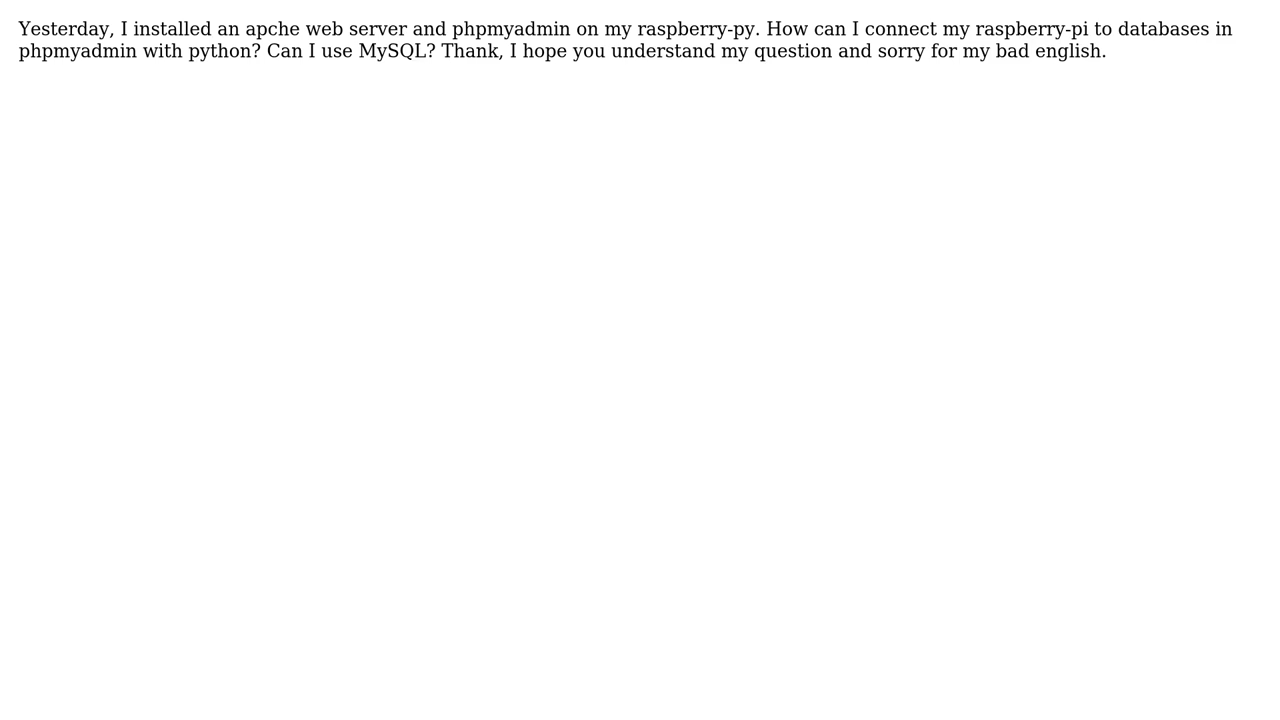 Yesterday, I installed an apche web server and phpmyadmin on my raspberry-py. How can I connect my raspberry-pi to databases in
phpmyadmin with python? Can I use MySQL? Thank, I hope you understand my question and sorry for my bad english.